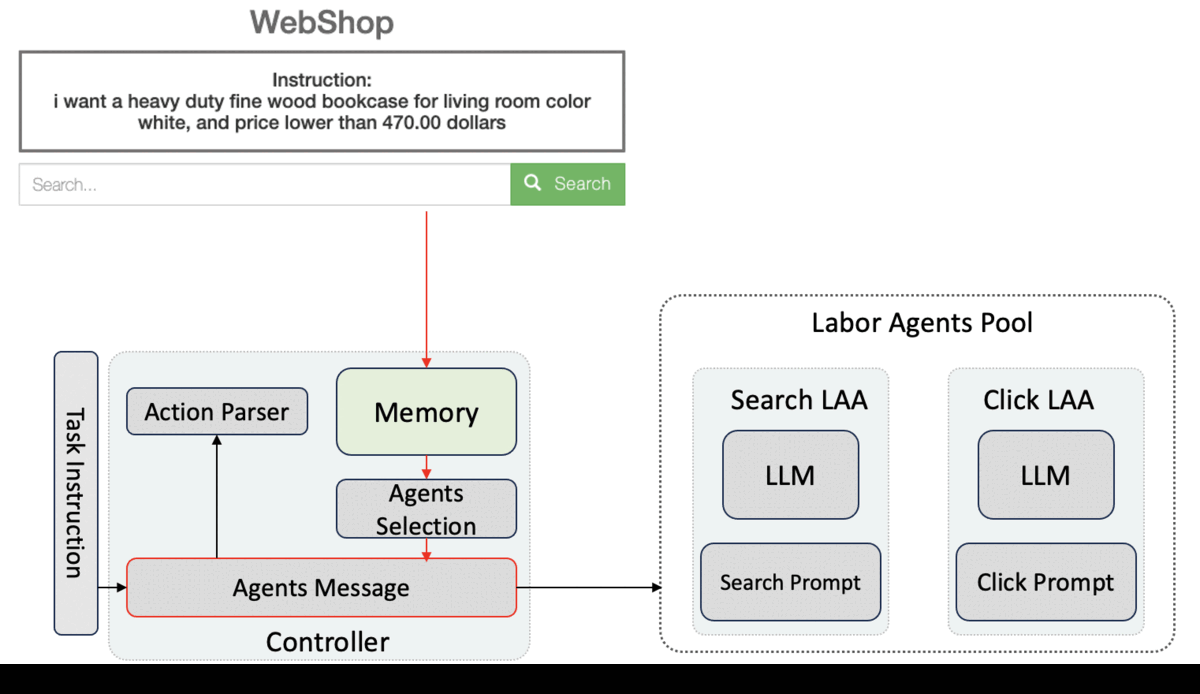 WebShop
Instruction:
i want a heavy duty fine wood bookcase for living room color
white, and price lower than 470.00 dollars
Search...
Search
Labor Agents Pool
Task Instruction
Action Parser
Memory
Agents
Selection
Agents Message
Controller
Search LAA
LLM
Search Prompt
Click LAA
LLM
Click Prompt